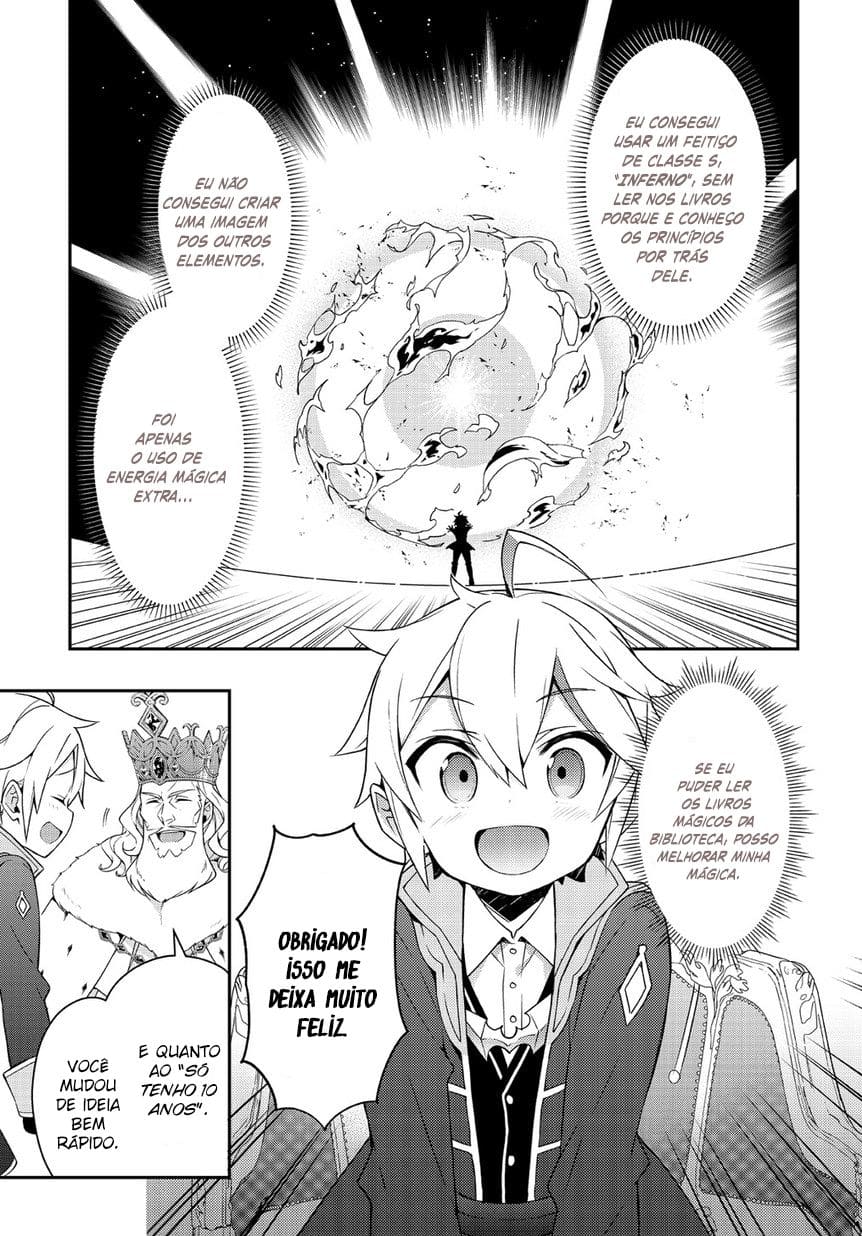 EU CONSEGUI
USAR UM FEITIÇO
DE CLASSE S,
"INFERNO", SEM
LER NOS LIVROS
PORQUE E CONHEÇO
OS PRINCÍPIOS
POR TRÁS
DELE.
EU NÃO
CONSEGUI CRIAR
UMA IMAGEM
DOS OUTROS
ELEMENTOS.
FOI
APENAS
O USO DE
ENERGIA MÁGICA
EXTRA...
SE EU
PUDER LER
OS LIVROS
MÁGICOS DA
BIBLIOTECA, POSSO
MELHORAR MINHA
MÁGICA.
OBRIGADO!
ISSO ME
DEIXA MUITO
FELIZ.
E QUANTO
AO "SÓ
TENHO 10
ANOS".
VOCÊ
MUDOU
DE IDEIA
BEM
RÁPIDO.